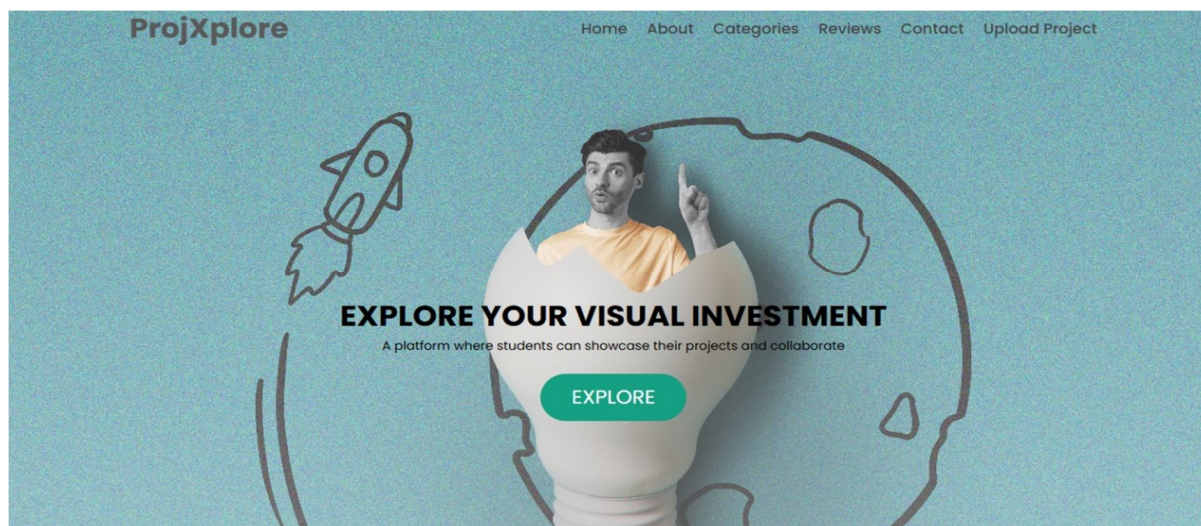 ProjXplore
Home About Categories Reviews Contact Upload Project
EXPLORE YOUR VISUAL INVESTMENT
A platform where students can showcase their projects and collaborate
EXPLORE